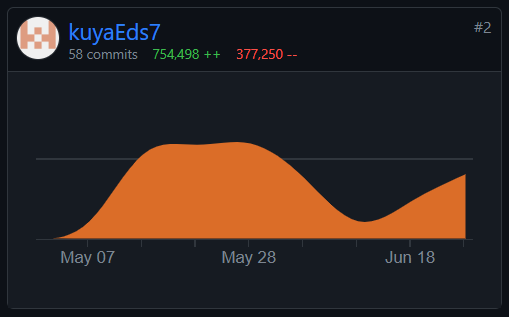 kuyaEds7
#2
58 commits 754,498 ++ 377,250 --
May 07 May 28 Jun 18